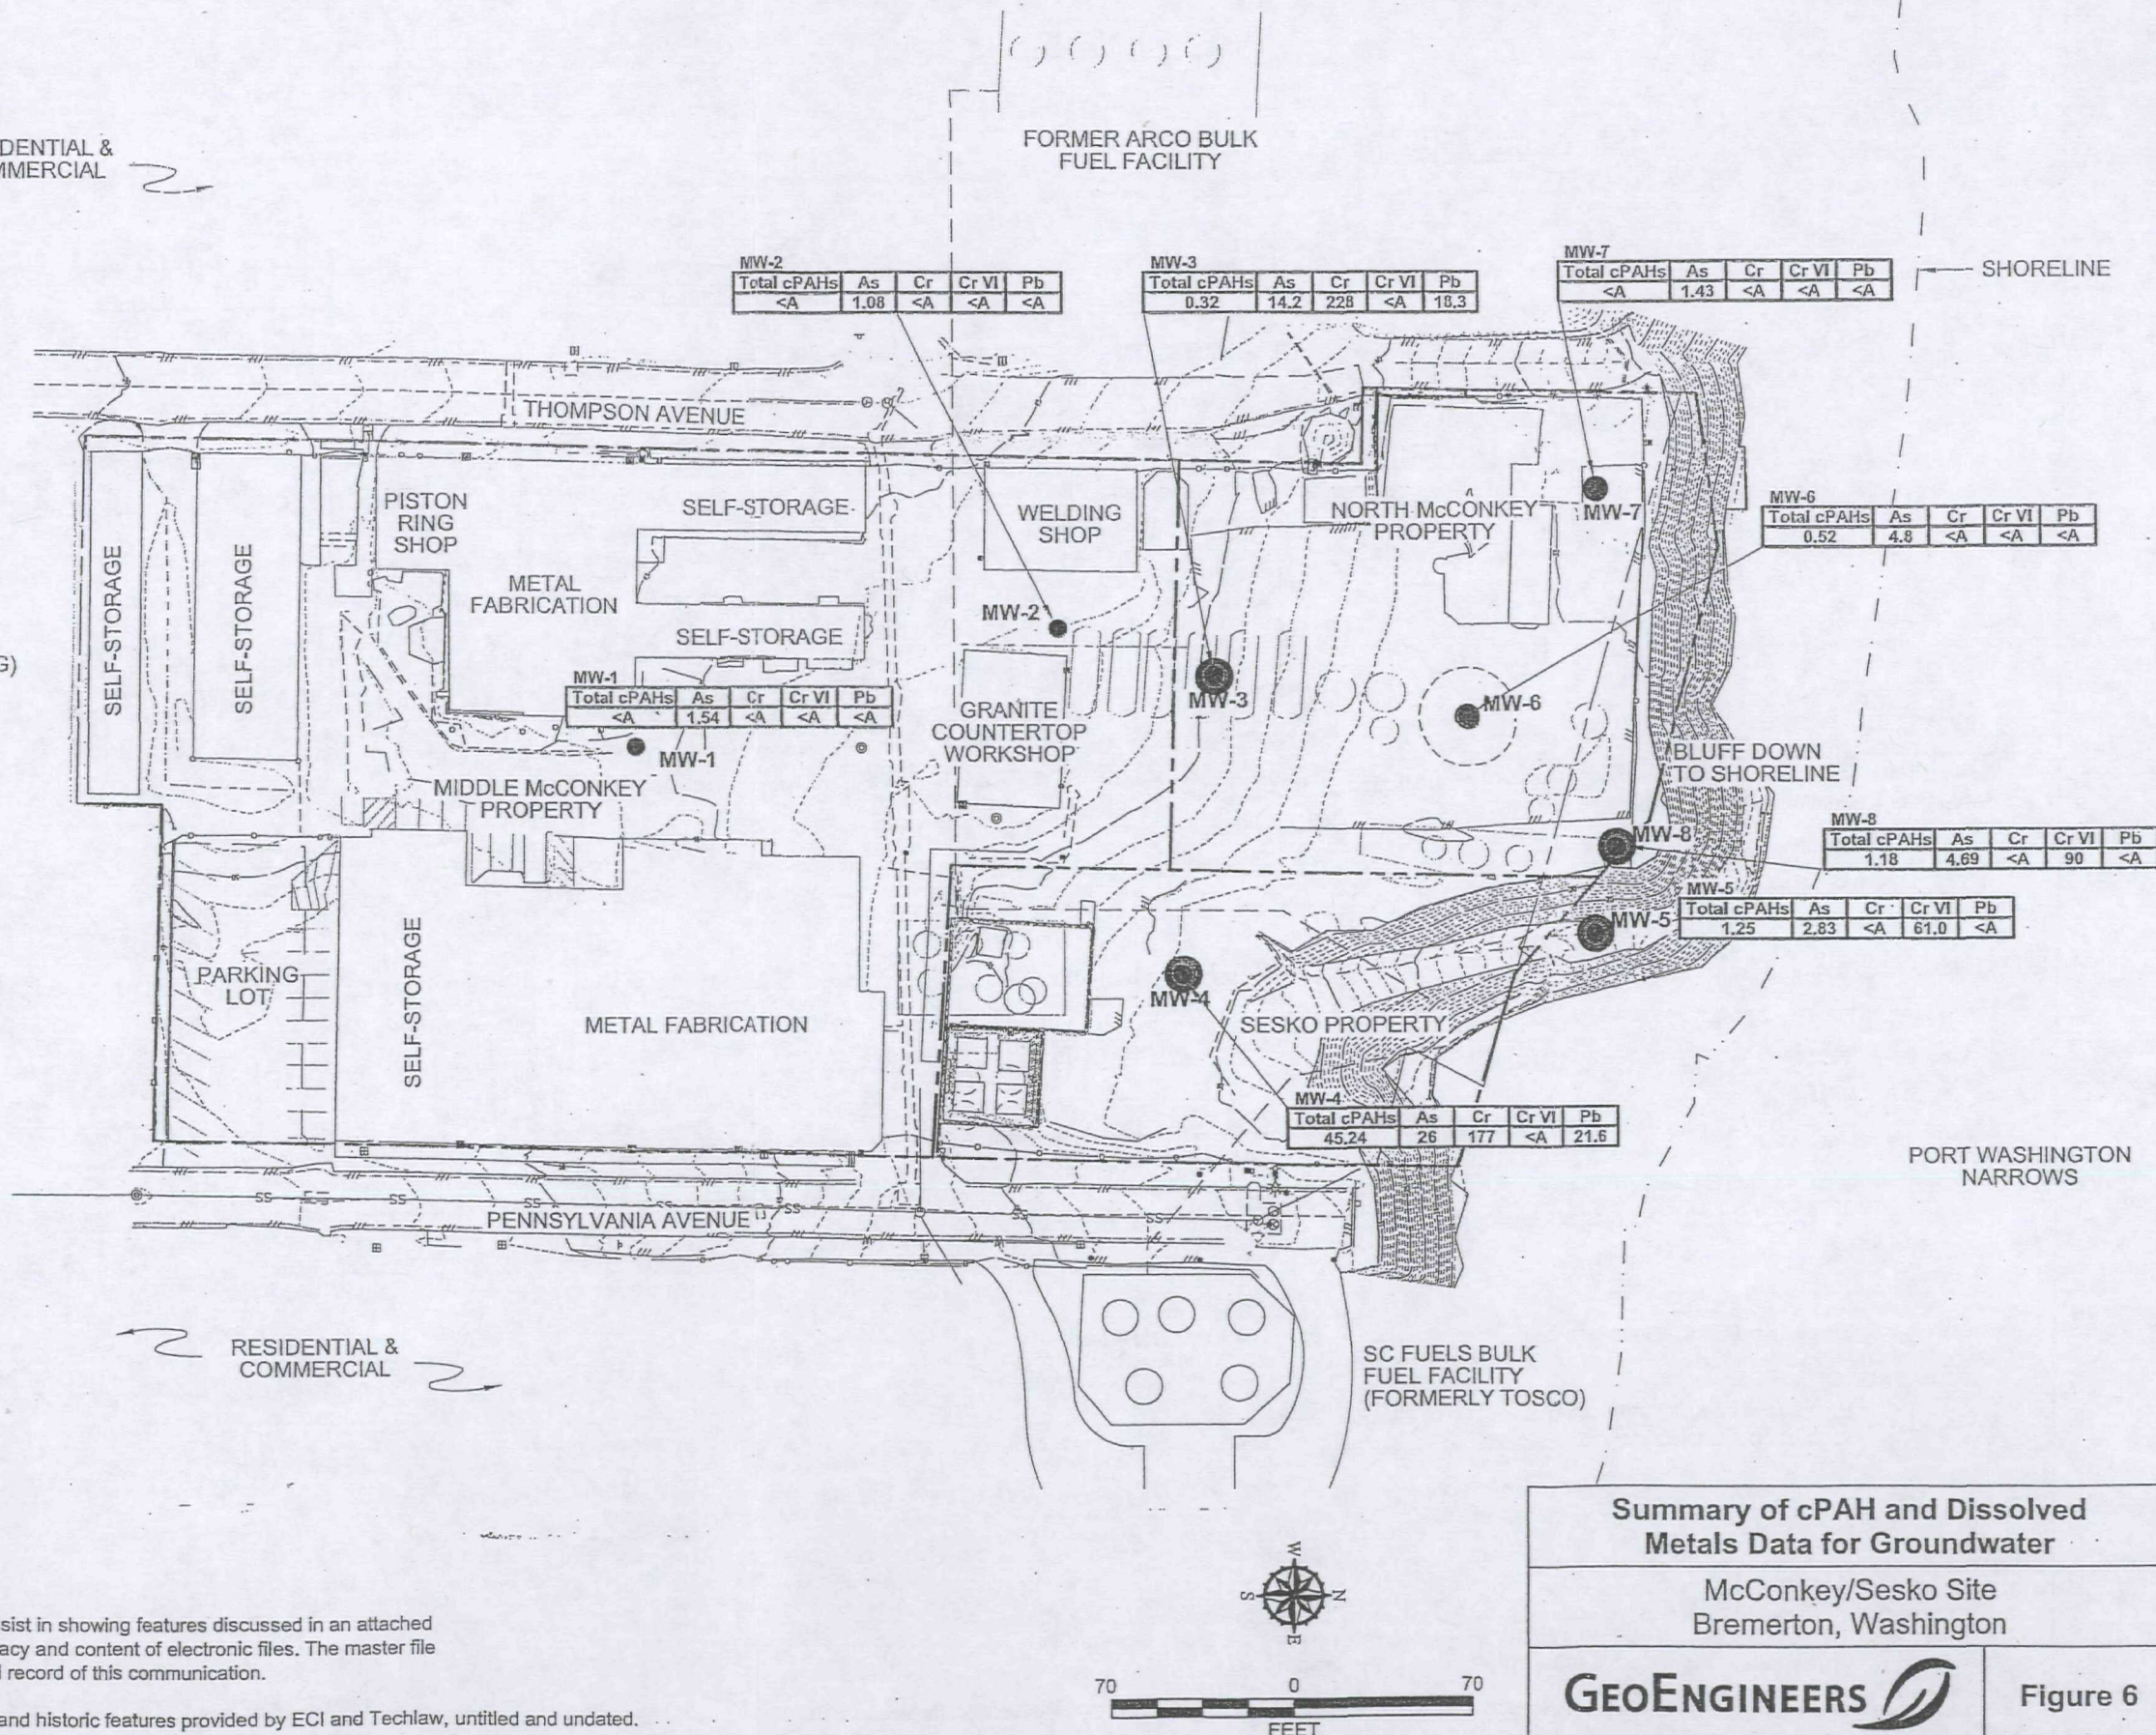 DENTIAL &
MMERCIAL
FORMER ARCO BULK
FUEL FACILITY
MW-2
Total cPAHs As Cr Cr VI Pb
<A 1.08 <A <A <A
MW-3
Total cPAHs As Cr Cr VI Pb
0.32 14.2 228 <A 18.3
MW-7
Total cPAHs As Cr Cr VI Pb
<A 1.43 <A <A <A
SHORELINE
THOMPSON AVENUE
PISTON
RING
SHOP
SELF-STORAGE
WELDING
SHOP
NORTH McCONKEY
PROPERTY
MW-7
MW-6
Total cPAHs As Cr Cr VI Pb
0.52 4.8 <A <A <A
SELF-STORAGE
SELF-STORAGE
METAL
FABRICATION
MW-2
SELF-STORAGE
G)
MW-1
Total cPAHs As Cr Cr VI Pb
<A 1.54 <A <A <A
MW-3
MW-6
GRANITE
COUNTERTOP
WORKSHOP
MW-1
BLUFF DOWN
TO SHORELINE
MIDDLE McCONKEY
PROPERTY
MW-8
MW-8
Total cPAHs As Cr Cr VI Pb
1.18 4.69 <A 90 <A
MW-5
Total cPAHs As Cr Cr VI Pb
1.25 2.83 <A 61.0 <A
MW-5
PARKING
LOT
SELF-STORAGE
METAL FABRICATION
MW-4
SESKO PROPERTY
MW-4
Total cPAHs As Cr Cr VI Pb
45.24 26 177 <A 21.6
PORT WASHINGTON
NARROWS
SS SS SS SS SS
PENNSYLVANIA AVENUE
RESIDENTIAL &
COMMERCIAL
SC FUELS BULK
FUEL FACILITY
(FORMERLY TOSCO)
Summary of cPAH and Dissolved
Metals Data for Groundwater
McConkey/Sesko Site
Bremerton, Washington
W
S N
E
sist in showing features discussed in an attached
acy and content of electronic files. The master file
record of this communication.
and historic features provided by ECI and Techlaw, untitled and undated.
70 0 70
FEET
GEOENGINEERS
Figure 6